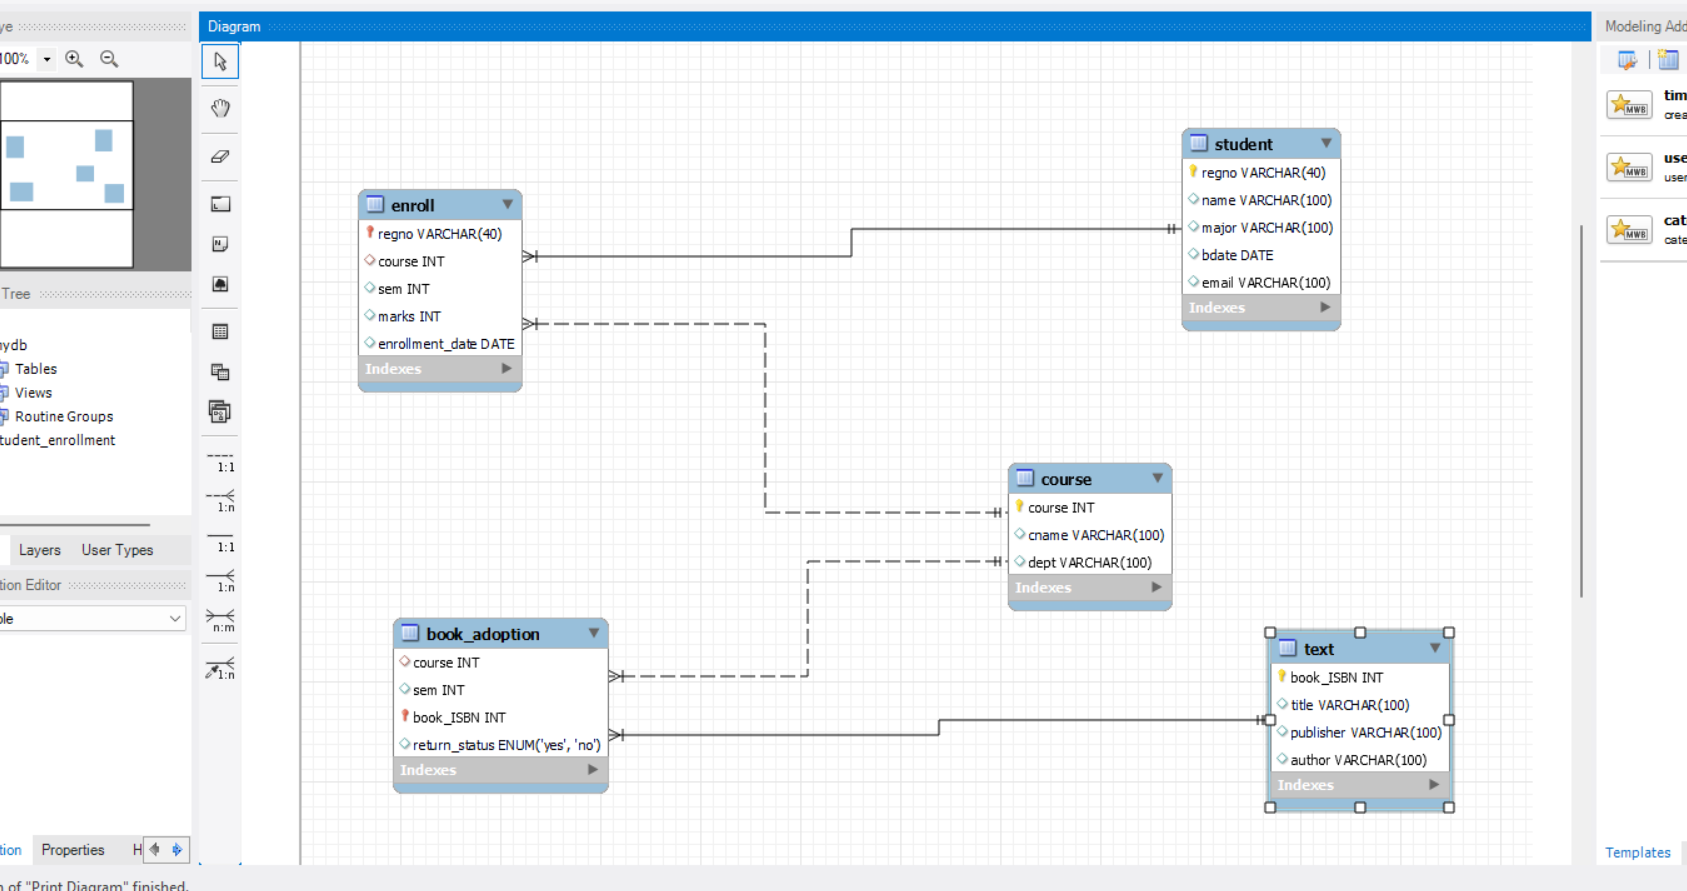 ye
Diagram
Modeling Add
100%
tim
MWB
crea
use
MWB
user
cat
MWB
cate
student
regno VARCHAR(40)
name VARCHAR(100)
major VARCHAR(100)
bdate DATE
email VARCHAR(100)
Indexes
enroll
regno VARCHAR(40)
course INT
sem INT
marks INT
enrollment_date DATE
Indexes
Tree
ydb
Tables
Views
Routine Groups
tudent_enrollment
1:1
1:n
1:1
1:n
n:m
1:n
Layers User Types
tion Editor
ble
course
course INT
cname VARCHAR(100)
dept VARCHAR(100)
Indexes
book_adoption
course INT
sem INT
book_ISBN INT
return_status ENUM('yes', 'no')
Indexes
text
book_ISBN INT
title VARCHAR(100)
publisher VARCHAR(100)
author VARCHAR(100)
Indexes
tion Properties H
Templates
n of "Print Diagram" finished.